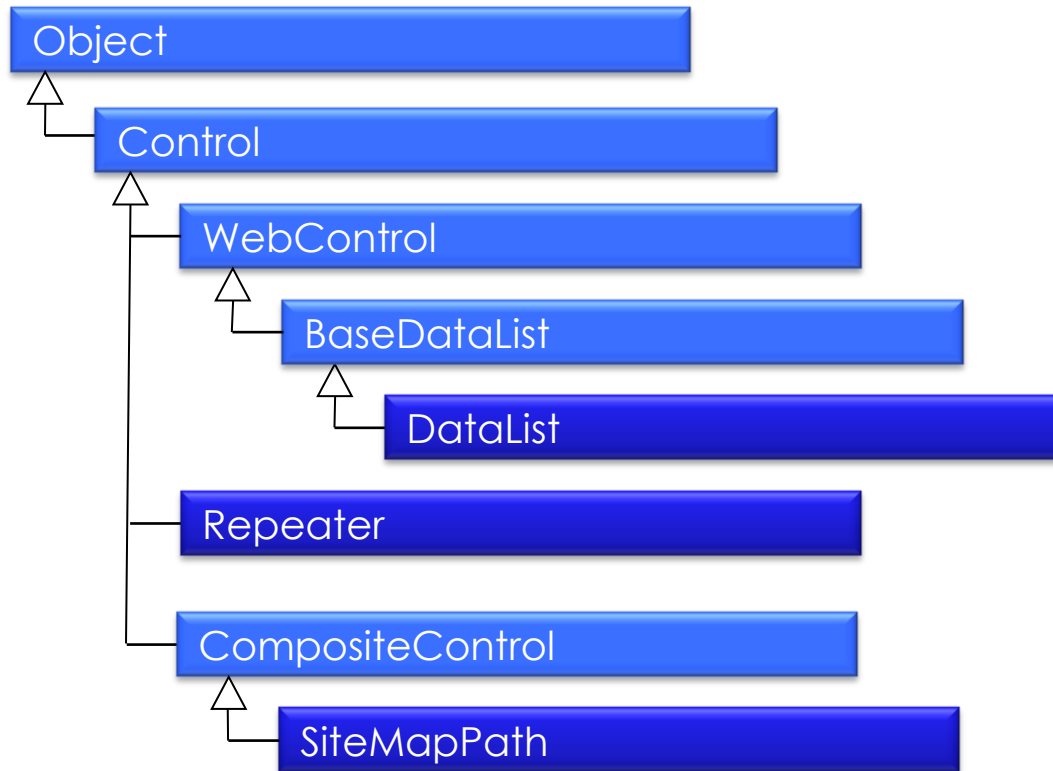 Object
Control
WebControl
BaseDataList
DataList
Repeater
CompositeControl
SiteMapPath